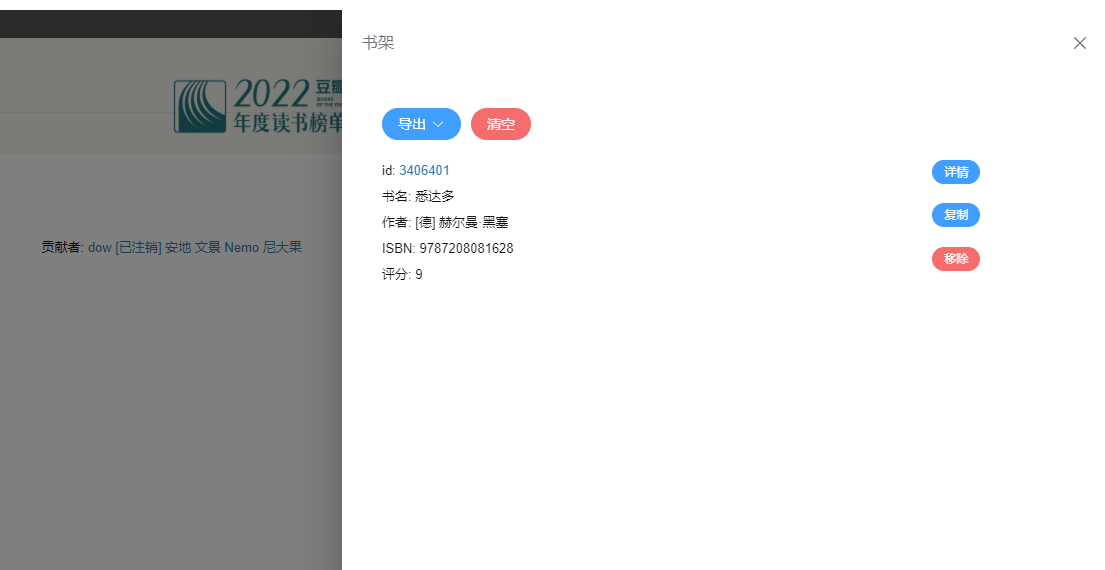 2022
豆瓣
BOOKS
年度读书榜单
贡献者: dow [已注销] 安地 文景 Nemo 尼大果
书架
导出
清空
id: 3406401
书名: 悉达多
作者: [德] 赫尔曼·黑塞
ISBN: 9787208081628
评分: 9
详情
复制
移除